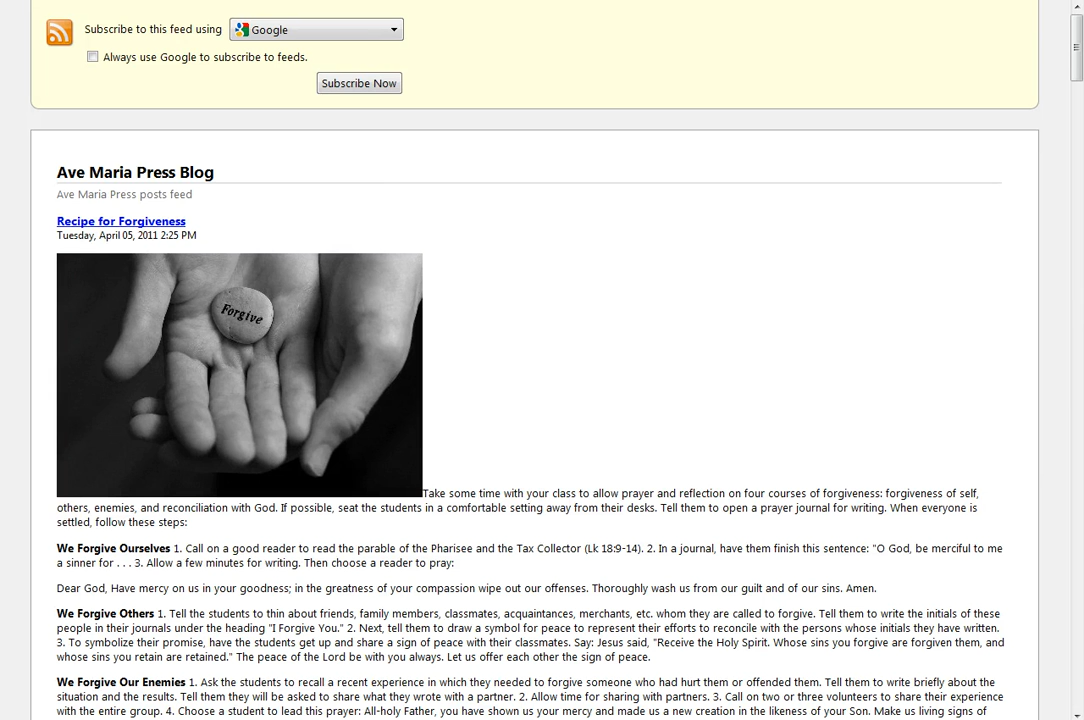 Subscribe to this feed using Google
Always use Google to subscribe to feeds.
Subscribe Now
Ave Maria Press Blog
Ave Maria Press posts feed
Recipe for Forgiveness
Tuesday, April 05, 2011 2:25 PM
Forgive
Take some time with your class to allow prayer and reflection on four courses of forgiveness: forgiveness of self,
others, enemies, and reconciliation with God. If possible, seat the students in a comfortable setting away from their desks. Tell them to open a prayer journal for writing. When everyone is
settled, follow these steps:
We Forgive Ourselves 1. Call on a good reader to read the parable of the Pharisee and the Tax Collector (Lk 18:9-14). 2. In a journal, have them finish this sentence: "O God, be merciful to me
a sinner for . . . 3. Allow a few minutes for writing. Then choose a reader to pray:
Dear God, Have mercy on us in your goodness; in the greatness of your compassion wipe out our offenses. Thoroughly wash us from our guilt and of our sins. Amen.
We Forgive Others 1. Tell the students to thin about friends, family members, classmates, acquaintances, merchants, etc. whom they are called to forgive. Tell them to write the initials of these
people in their journals under the heading "I Forgive You." 2. Next, tell them to draw a symbol for peace to represent their efforts to reconcile with the persons whose initials they have written.
3. To symbolize their promise, have the students get up and share a sign of peace with their classmates. Say: Jesus said, "Receive the Holy Spirit. Whose sins you forgive are forgiven them, and
whose sins you retain are retained." The peace of the Lord be with you always. Let us offer each other the sign of peace.
We Forgive Our Enemies 1. Ask the students to recall a recent experience in which they needed to forgive someone who had hurt them or offended them. Tell them to write briefly about the
situation and the results. Tell them they will be asked to share what they wrote with a partner. 2. Allow time for sharing with partners. 3. Call on two or three volunteers to share their experience
with the entire group. 4. Choose a student to lead this prayer: All-holy Father, you have shown us your mercy and made us a new creation in the likeness of your Son. Make us living signs of